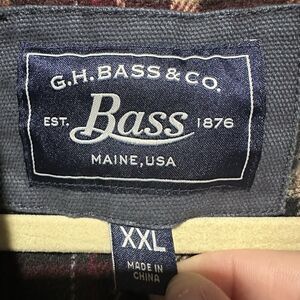 G.H. BASS & CO.
EST. Bass 1876
MAINE, USA
XXL
MADE IN
CHINA